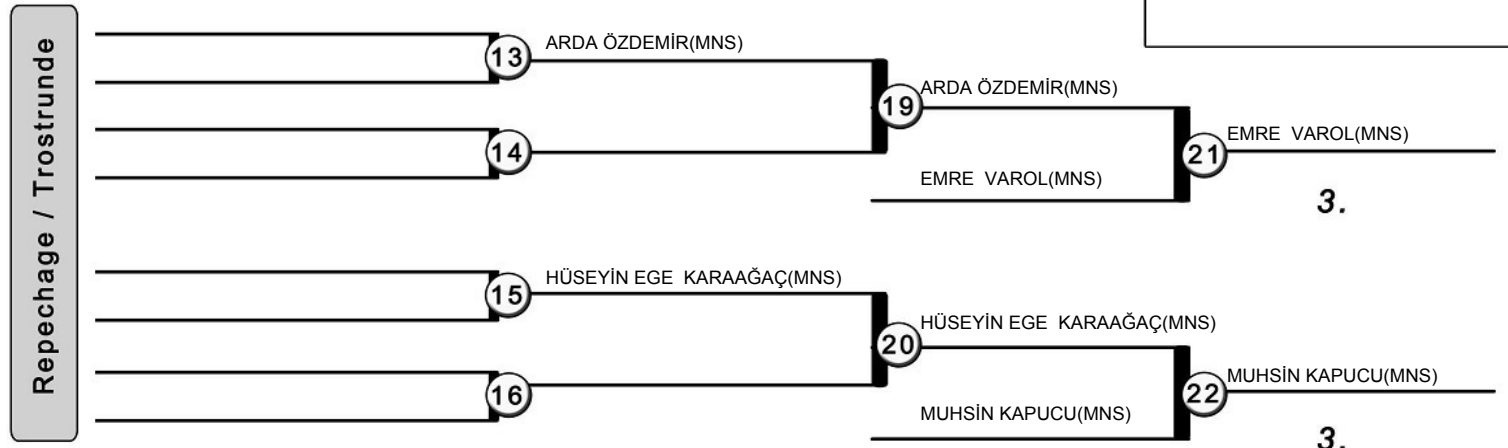 Repechage / Trostrunde
13
ARDA ÖZDEMİR(MNS)
14
19
ARDA ÖZDEMİR(MNS)
EMRE  VAROL(MNS)
21
EMRE  VAROL(MNS)
3.
15
HÜSEYİN EGE  KARAAĞAÇ(MNS)
16
20
HÜSEYİN EGE  KARAAĞAÇ(MNS)
MUHSİN KAPUCU(MNS)
22
MUHSİN KAPUCU(MNS)
3.